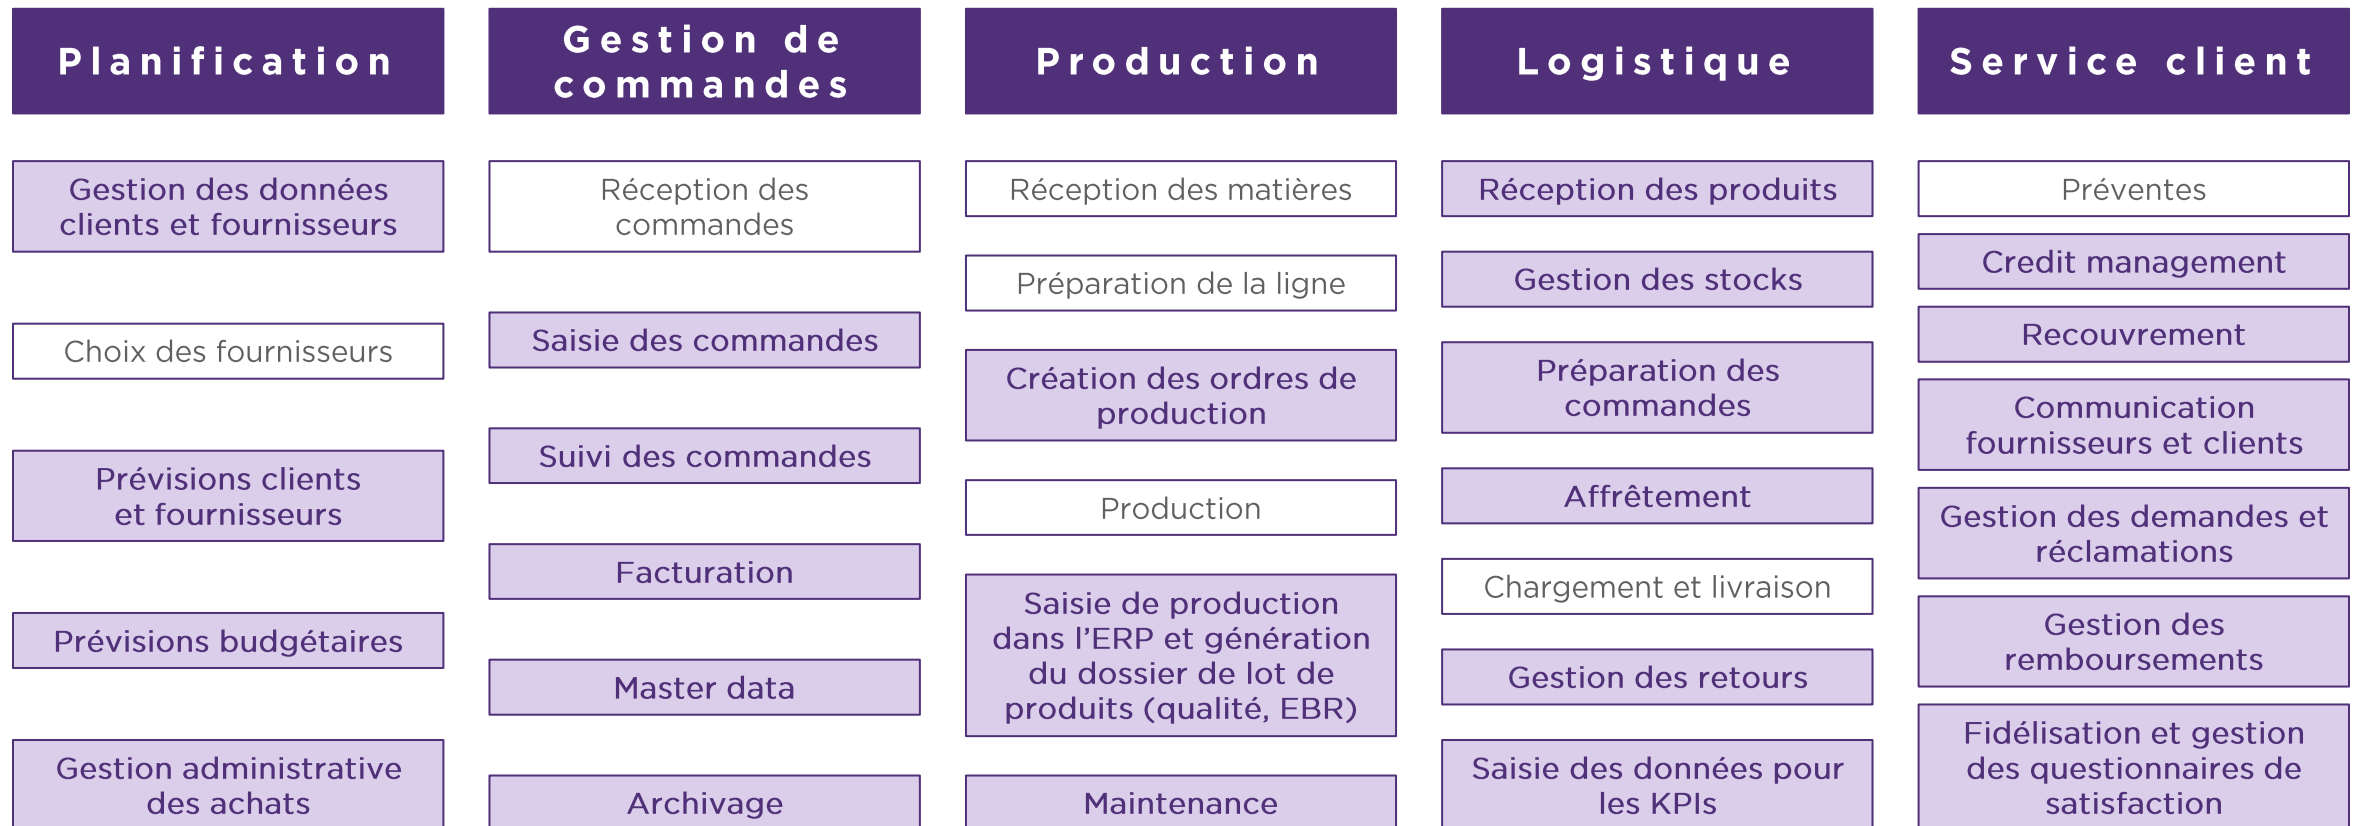 Planification
Gestion des données
clients et fournisseurs
Choix des fournisseurs
Prévisions clients
et fournisseurs
Prévisions budgétaires
Gestion administrative
des achats
Gestion de
commandes
Réception des
commandes
Saisie des commandes
Suivi des commandes
Facturation
Master data
Archivage
Production
Réception des matières
Préparation de la ligne
Création des ordres de
production
Production
Saisie de production
dans l’ERP et génération
du dossier de lot de
produits (qualité, EBR)
Maintenance
Logistique
Réception des produits
Gestion des stocks
Préparation des
commandes
Affrêtement
Chargement et livraison
Gestion des retours
Saisie des données pour
les KPIs
Service client
Préventes
Credit management
Recouvrement
Communication
fournisseurs et clients
Gestion des demandes et
réclamations
Gestion des
remboursements
Fidélisation et gestion
des questionnaires de
satisfaction